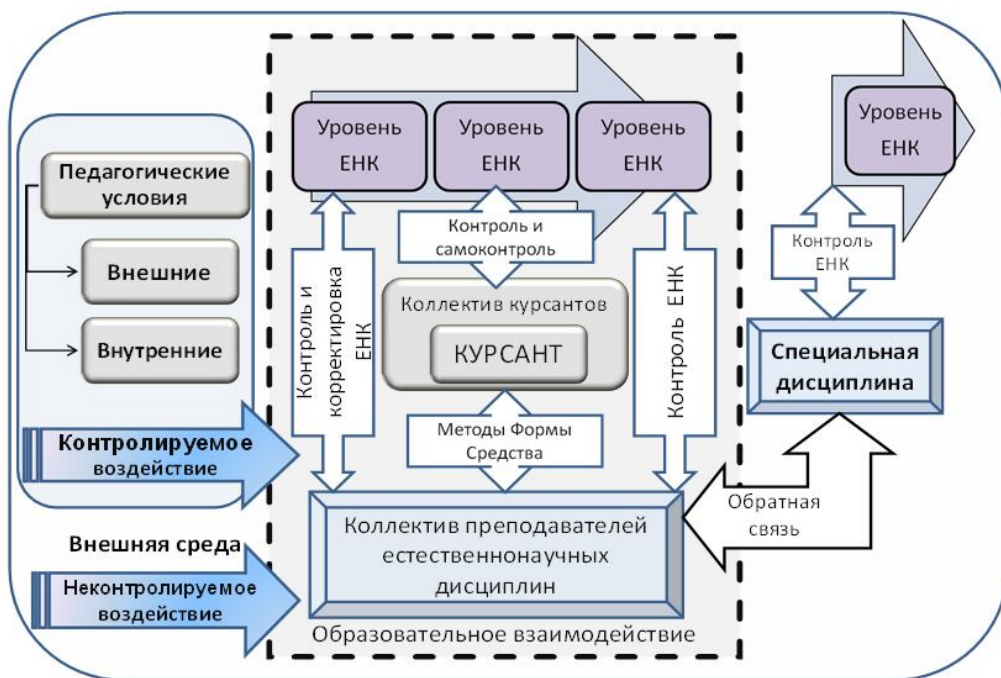 Педагогические
условия
Внешние
Внутренние
Контролируемое
воздействие
Внешняя среда
Неконтролируемое
воздействие
Уровень
ЕНК
Уровень
ЕНК
Уровень
ЕНК
Контроль и
корректировка
ЕНК
Контроль и
самоконтроль
Коллектив курсантов
КУРСАНТ
Методы Формы
Средства
Контроль ЕНК
Коллектив преподавателей
естественнонаучных
дисциплин
Образовательное взаимодействие
Уровень
ЕНК
Контроль
ЕНК
Специальная
дисциплина
Обратная
связь